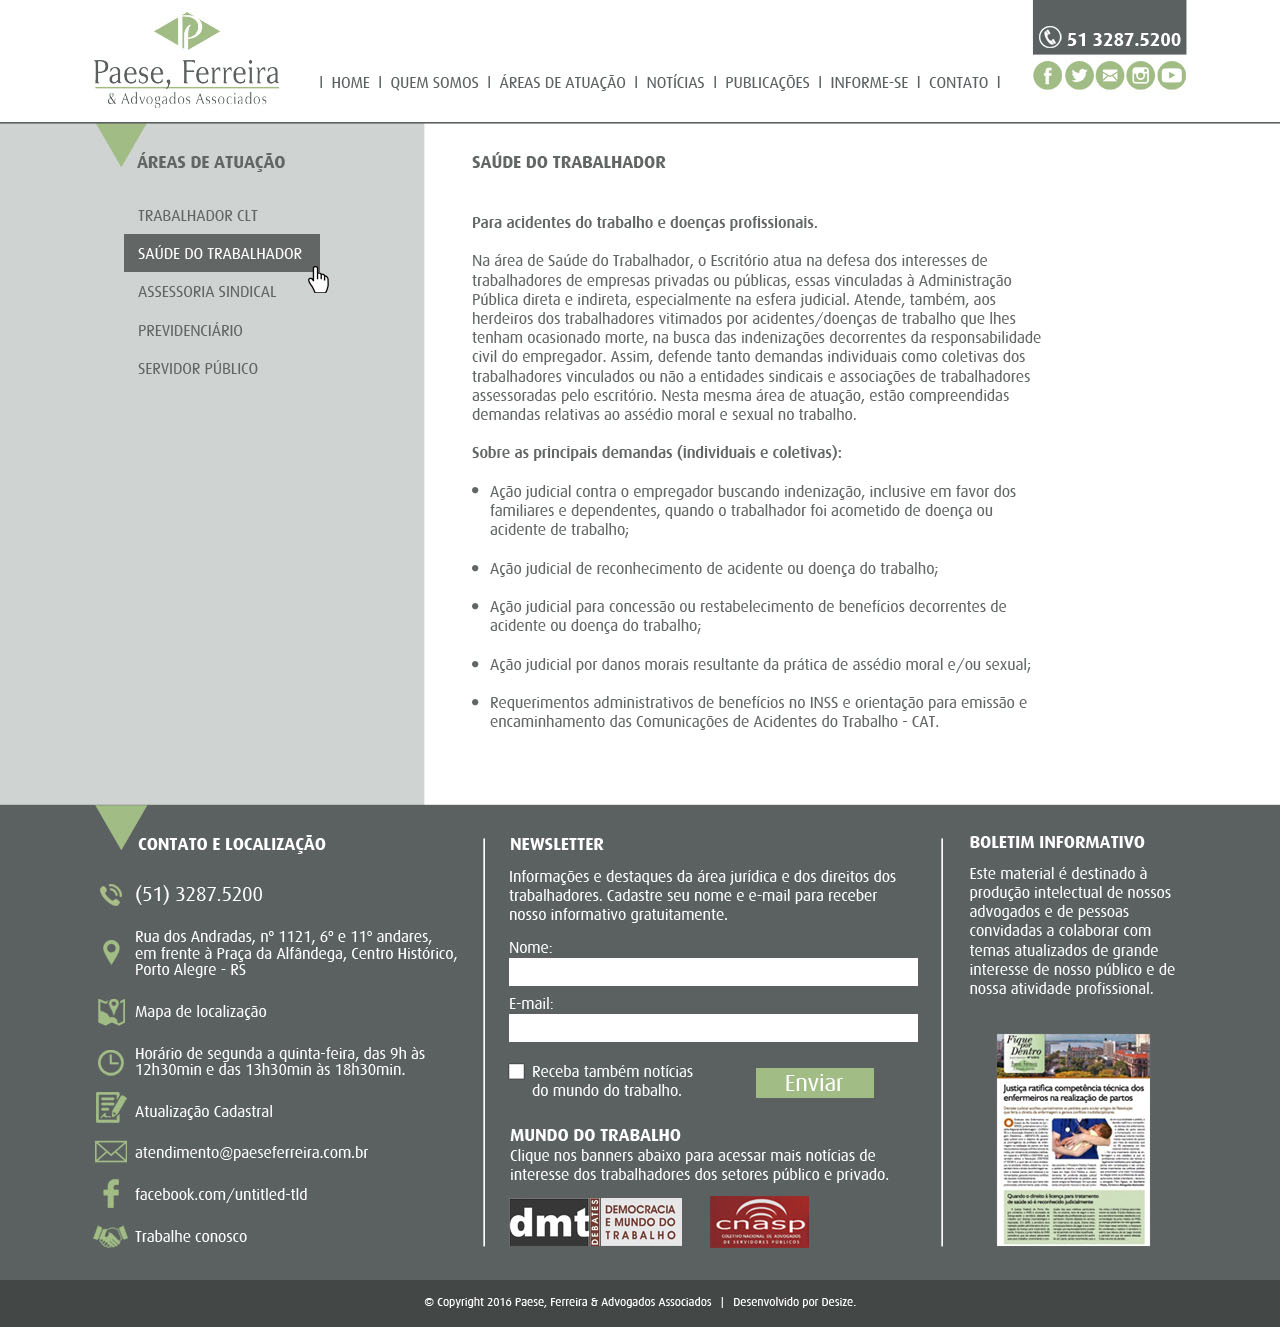 51 3287.5200
Paese, Ferreira
& Advogados Associados
| HOME | QUEM SOMOS | ÁREAS DE ATUAÇÃO | NOTÍCIAS | PUBLICAÇÕES | INFORME-SE | CONTATO |
ÁREAS DE ATUAÇÃO
TRABALHADOR CLT
SAÚDE DO TRABALHADOR
ASSESSORIA SINDICAL
PREVIDENCIÁRIO
SERVIDOR PÚBLICO
SAÚDE DO TRABALHADOR
Para acidentes do trabalho e doenças profissionais.
Na área de Saúde do Trabalhador, o Escritório atua na defesa dos interesses de
trabalhadores de empresas privadas ou públicas, essas vinculadas à Administração
Pública direta e indireta, especialmente na esfera judicial. Atende, também, aos
herdeiros dos trabalhadores vitimados por acidentes/doenças de trabalho que lhes
tenham ocasionado morte, na busca das indenizações decorrentes da responsabilidade
civil do empregador. Assim, defende tanto demandas individuais como coletivas dos
trabalhadores vinculados ou não a entidades sindicais e associações de trabalhadores
assessoradas pelo escritório. Nesta mesma área de atuação, estão compreendidas
demandas relativas ao assédio moral e sexual no trabalho.
Sobre as principais demandas (individuais e coletivas):
• Ação judicial contra o empregador buscando indenização, inclusive em favor dos
familiares e dependentes, quando o trabalhador foi acometido de doença ou
acidente de trabalho;
• Ação judicial de reconhecimento de acidente ou doença do trabalho;
• Ação judicial para concessão ou restabelecimento de benefícios decorrentes de
acidente ou doença do trabalho;
• Ação judicial por danos morais resultante da prática de assédio moral e/ou sexual;
• Requerimentos administrativos de benefícios no INSS e orientação para emissão e
encaminhamento das Comunicações de Acidentes do Trabalho - CAT.
CONTATO E LOCALIZAÇÃO
(51) 3287.5200
Rua dos Andradas, nº 1121, 6º e 11º andares,
em frente à Praça da Alfândega, Centro Histórico,
Porto Alegre - RS
Mapa de localização
Horário de segunda a quinta-feira, das 9h às
12h30min e das 13h30min às 18h30min.
Atualização Cadastral
atendimento@paeseferreira.com.br
facebook.com/untitled-tld
Trabalhe conosco
NEWSLETTER
Informações e destaques da área jurídica e dos direitos dos
trabalhadores. Cadastre seu nome e e-mail para receber
nosso informativo gratuitamente.
Nome:
E-mail:
Receba também notícias
do mundo do trabalho.
Enviar
MUNDO DO TRABALHO
Clique nos banners abaixo para acessar mais notícias de
interesse dos trabalhadores dos setores público e privado.
dmt DEBATES
DEMOCRACIA
E MUNDO DO
TRABALHO
cnasp
COLETIVO NACIONAL DE ADVOGADOS
DE SERVIDORES PÚBLICOS
BOLETIM INFORMATIVO
Este material é destinado à
produção intelectual de nossos
advogados e de pessoas
convidadas a colaborar com
temas atualizados de grande
interesse de nosso público e de
nossa atividade profissional.
Fique
por
Dentro
Justiça ratifica competência técnica dos
enfermeiros na realização de partos
Quando o direito à licença para tratamento
de saúde só é reconhecido judicialmente
© Copyright 2016 Paese, Ferreira & Advogados Associados | Desenvolvido por Desize.